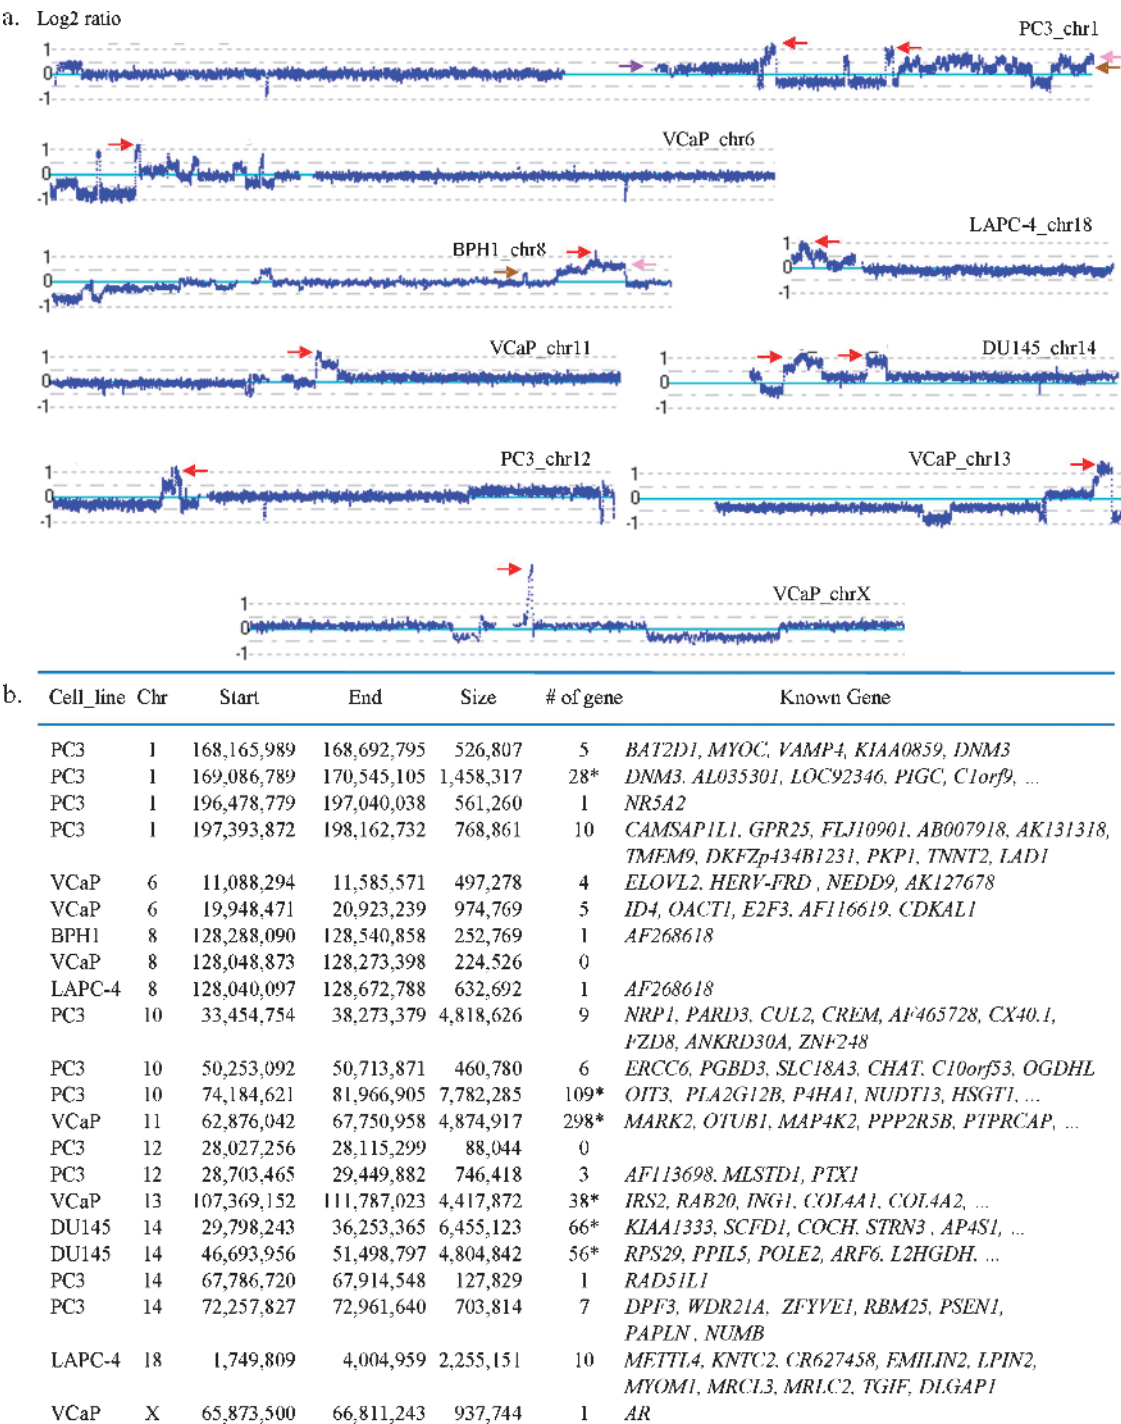 a. Log2 ratio
PC3_chr1
1
0
-1
VCaP_chr6
1
0
-1
LAPC-4_chr18
BPH1_chr8
1
0
-1
1
0
-1
VCaP_chr11
DU145_chr14
1
0
-1
1
0
-1
PC3_chr12
VCaP_chr13
1
0
-1
1
0
-1
VCaP_chrX
1
0
-1
b. Cell_line Chr Start End Size # of gene Known Gene
PC3 1 168,165,989 168,692,795 526,807 5 BAT2D1, MYOC, VAMP4, KIAA0859, DNM3
PC3 1 169,086,789 170,545,105 1,458,317 28* DNM3, AL035301, LOC92346, PIGC, C1orf9, ...
PC3 1 196,478,779 197,040,038 561,260 1 NR5A2
PC3 1 197,393,872 198,162,732 768,861 10 CAMSAP1L1, GPR25, FLJ10901, AB007918, AK131318,
TMEM9, DKFZp434B1231, PKP1, TNNT2, LAD1
VCaP 6 11,088,294 11,585,571 497,278 4 ELOVL2, HERV-FRD , NEDD9, AK127678
VCaP 6 19,948,471 20,923,239 974,769 5 ID4, OACT1, E2F3, AF116619, CDKAL1
BPH1 8 128,288,090 128,540,858 252,769 1 AF268618
VCaP 8 128,048,873 128,273,398 224,526 0
LAPC-4 8 128,040,097 128,672,788 632,692 1 AF268618
PC3 10 33,454,754 38,273,379 4,818,626 9 NRP1, PARD3, CUL2, CREM, AF465728, CX40.1,
FZD8, ANKRD30A, ZNF248
PC3 10 50,253,092 50,713,871 460,780 6 ERCC6, PGBD3, SLC18A3, CHAT, C10orf53, OGDHL
PC3 10 74,184,621 81,966,905 7,782,285 109* OIT3, PLA2G12B, P4HA1, NUDT13, HSGT1, ...
VCaP 11 62,876,042 67,750,958 4,874,917 298* MARK2, OTUB1, MAP4K2, PPP2R5B, PTPRCAP, ...
PC3 12 28,027,256 28,115,299 88,044 0
PC3 12 28,703,465 29,449,882 746,418 3 AF113698, MLSTD1, PTX1
VCaP 13 107,369,152 111,787,023 4,417,872 38* IRS2, RAB20, ING1, COL4A1, COL4A2, ...
DU145 14 29,798,243 36,253,365 6,455,123 66* KIAA1333, SCFD1, COCH, STRN3 , AP4S1, ...
DU145 14 46,693,956 51,498,797 4,804,842 56* RPS29, PPIL5, POLE2, ARF6, L2HGDH, ...
PC3 14 67,786,720 67,914,548 127,829 1 RAD51L1
PC3 14 72,257,827 72,961,640 703,814 7 DPF3, WDR21A, ZFYVE1, RBM25, PSEN1,
PAPLN , NUMB
LAPC-4 18 1,749,809 4,004,959 2,255,151 10 METTL4, KNTC2, CR627458, EMILIN2, LPIN2,
MYOM1, MRCL3, MRLC2, TGIF, DLGAP1
VCaP X 65,873,500 66,811,243 937,744 1 AR